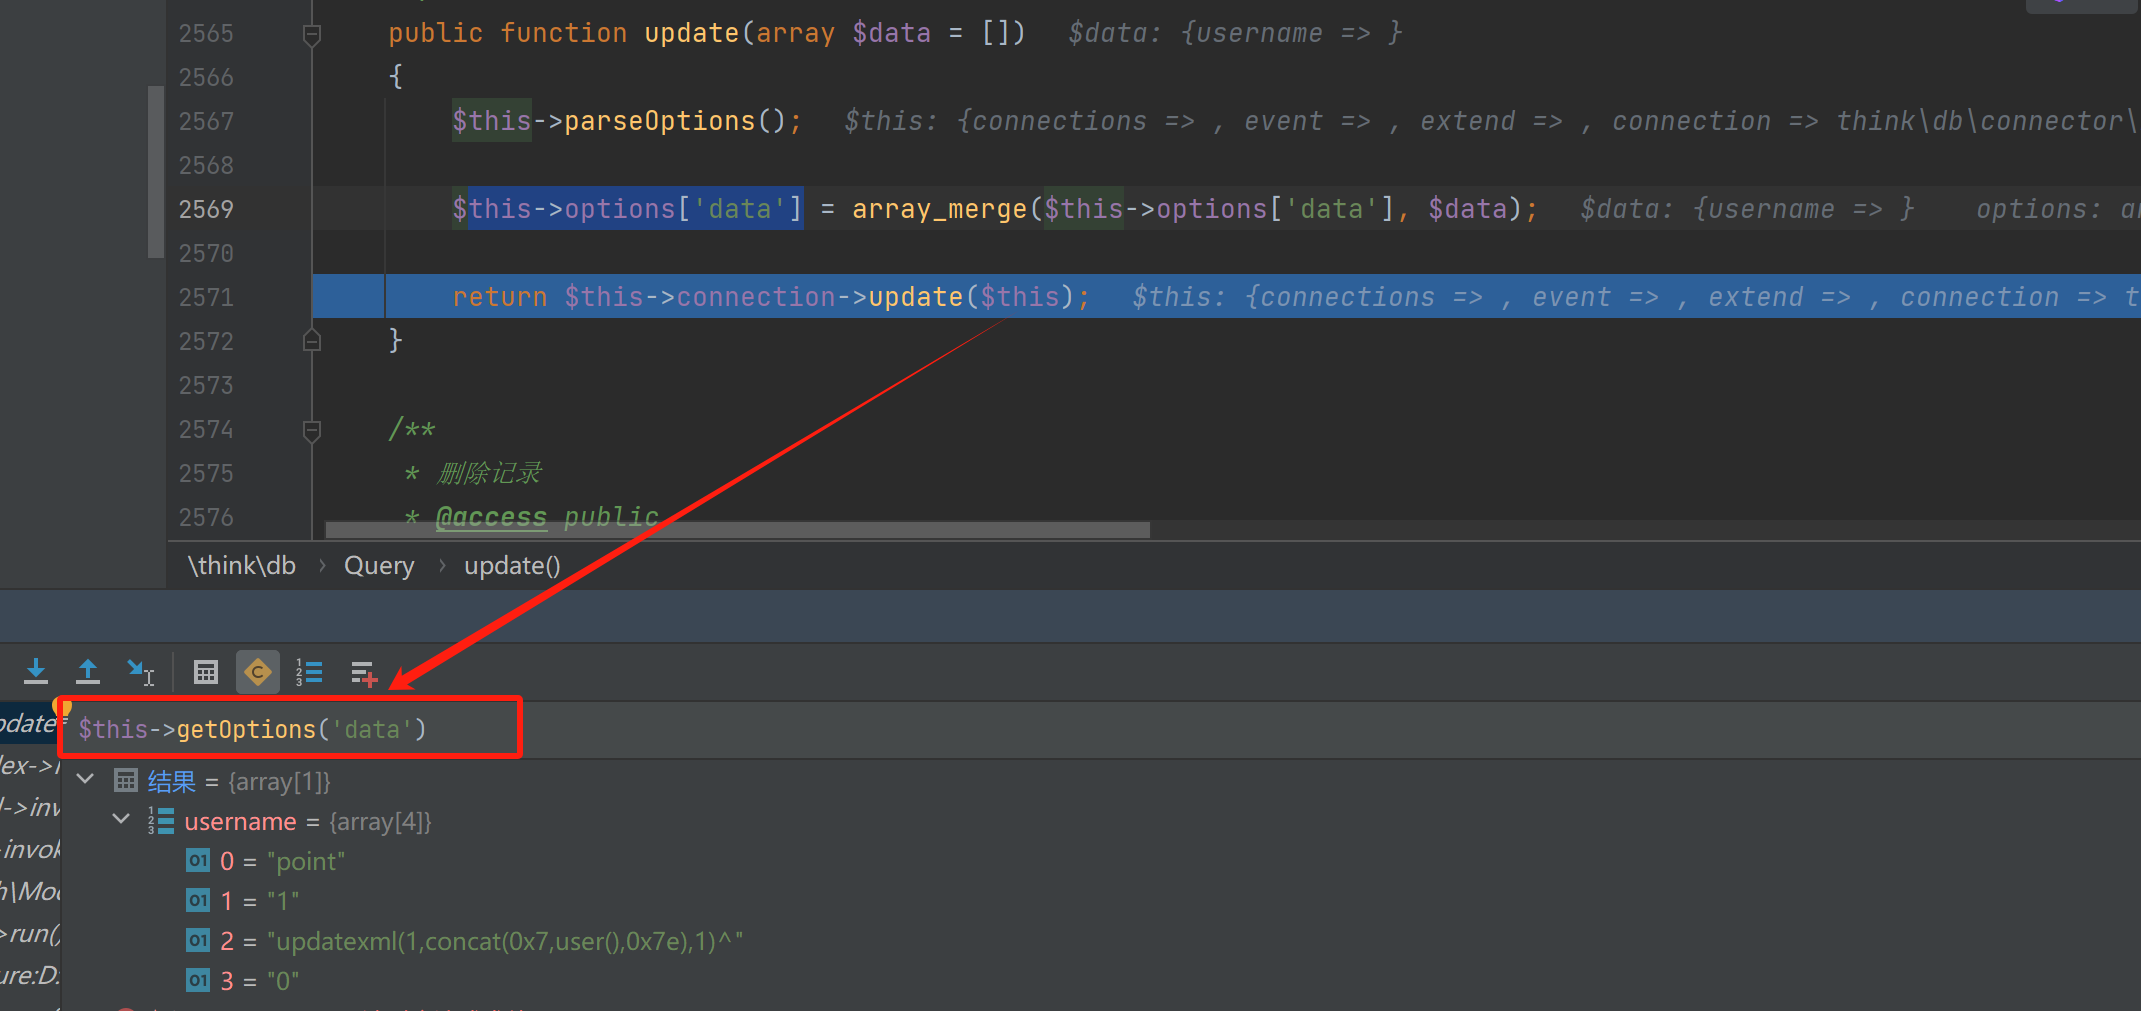 2565 public function update(array $data = []) $data: {username => }
2566 {
2567 $this->parseOptions(); $this: {connections => , event => , extend => , connection => think\db\connector\
2568
2569 $this->options['data'] = array_merge($this->options['data'], $data); $data: {username => } options:
2570
2571 return $this->connection->update($this); $this: {connections => , event => , extend => , connection => t
2572 }
2573
2574 /**
2575 * 删除记录
2576 * @access public
\think\db › Query › update()
pdate
$this->getOptions('data')
ex->
结果 = {array[1]}
->inv
username = {array[4]}
invok
0 = "point"
\Mod
1 = "1"
>run()
2 = "updatexml(1,concat(0x7,user(),0x7e),1)^"
ure:D:
3 = "0"